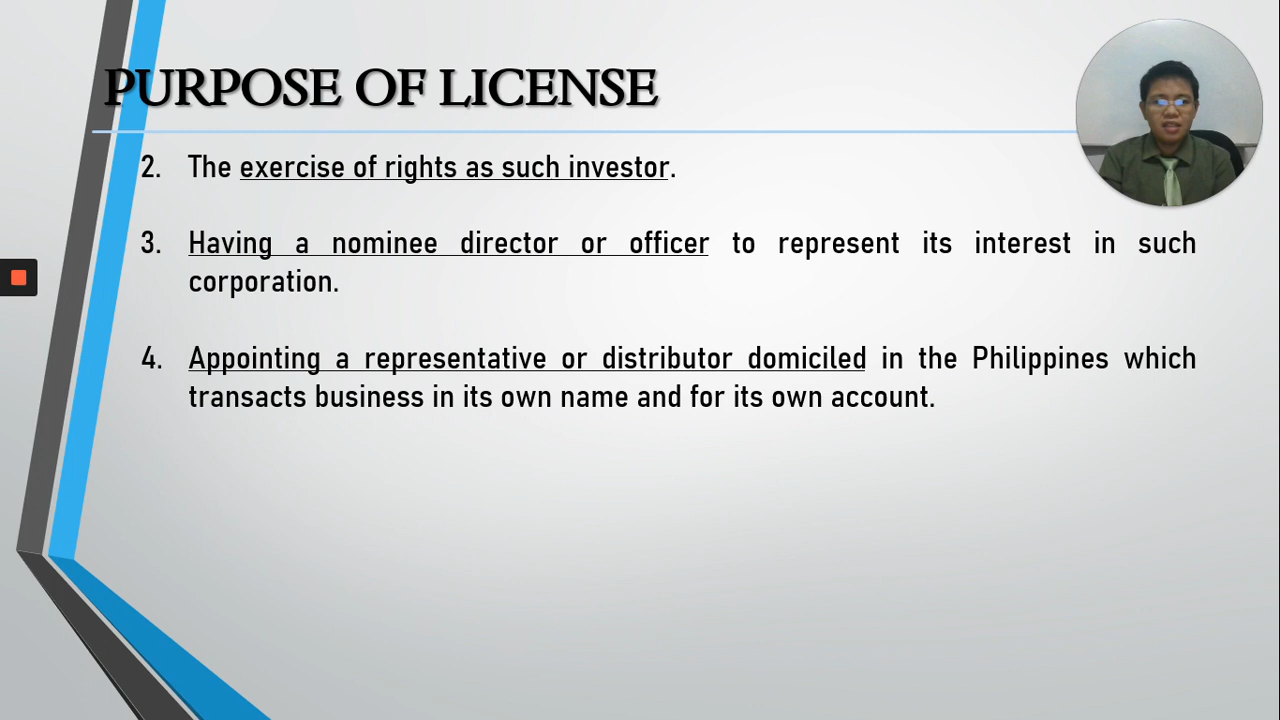 PURPOSE OF LICENSE
2. The exercise of rights as such investor.
3. Having a nominee director or officer to represent its interest in such
corporation.
4. Appointing a representative or distributor domiciled in the Philippines which
transacts business in its own name and for its own account.